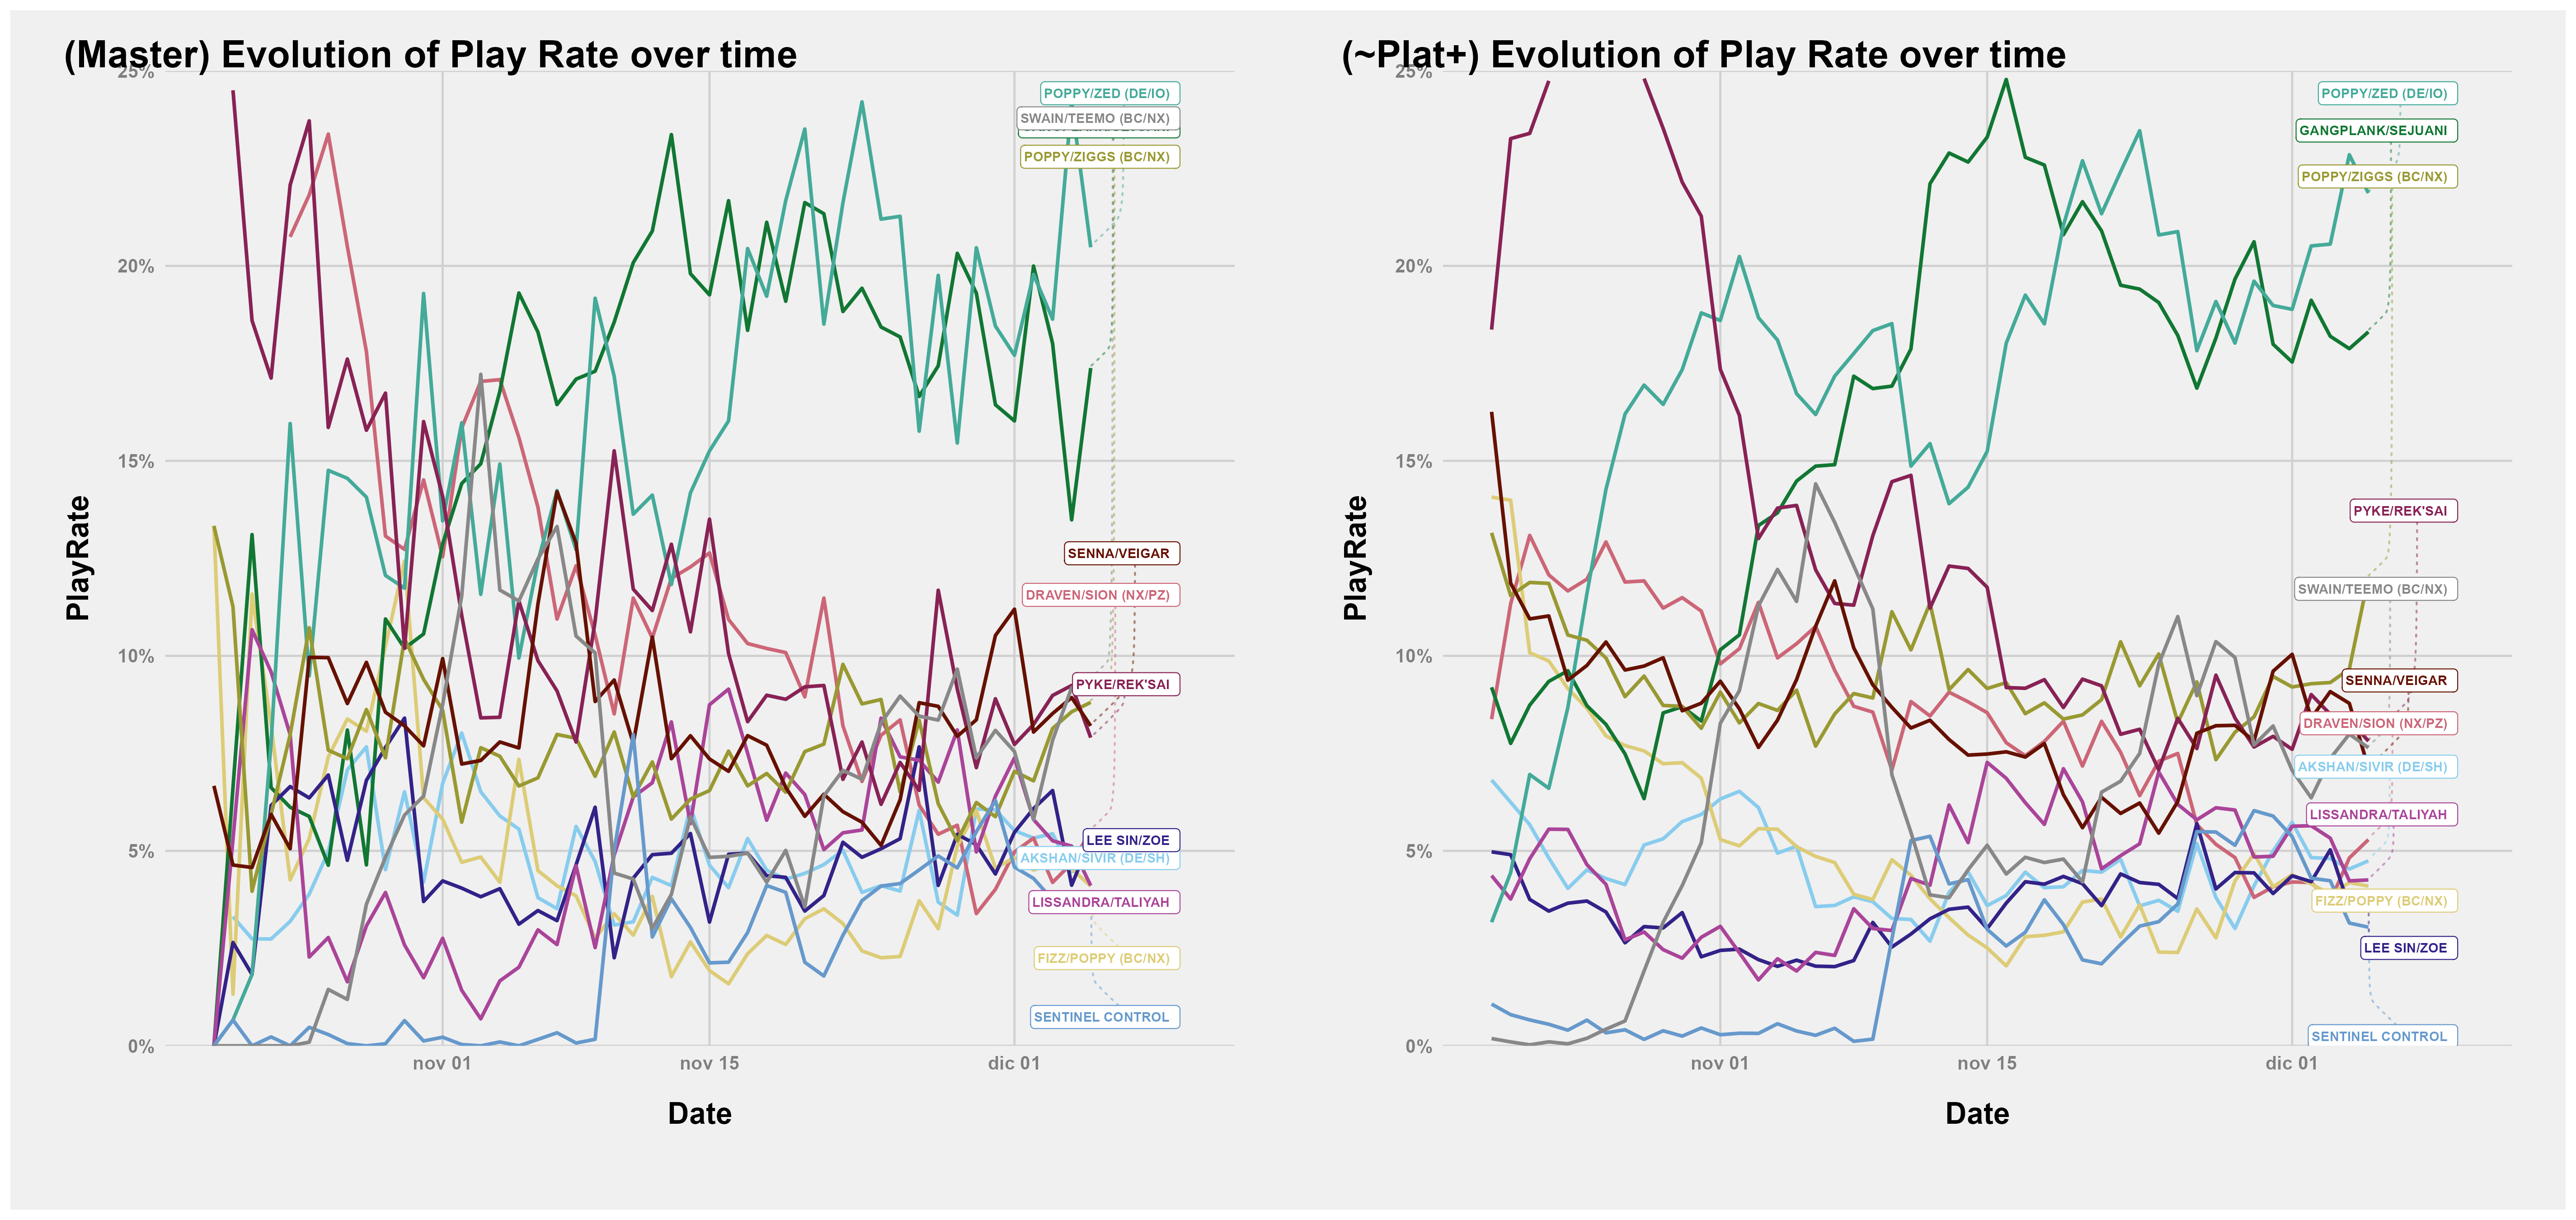 (Master) Evolution of Play Rate over time
25%
20%
15%
10%
5%
0%
PlayRate
nov 01
nov 15
dic 01
Date
POPPY/ZED (DE/IO)
SWAIN/TEEMO (BC/NX)
POPPY/ZIGGS (BC/NX)
SENNA/VEIGAR
DRAVEN/SION (NX/PZ)
PYKE/REK'SAI
LEE SIN/ZOE
AKSHAN/SIVIR (DE/SH)
LISSANDRA/TALIYAH
FIZZ/POPPY (BC/NX)
SENTINEL CONTROL
(~Plat+) Evolution of Play Rate over time
25%
20%
15%
10%
5%
0%
PlayRate
nov 01
nov 15
dic 01
Date
POPPY/ZED (DE/IO)
GANGPLANK/SEJUANI
POPPY/ZIGGS (BC/NX)
PYKE/REK'SAI
SWAIN/TEEMO (BC/NX)
SENNA/VEIGAR
DRAVEN/SION (NX/PZ)
AKSHAN/SIVIR (DE/SH)
LISSANDRA/TALIYAH
FIZZ/POPPY (BC/NX)
LEE SIN/ZOE
SENTINEL CONTROL